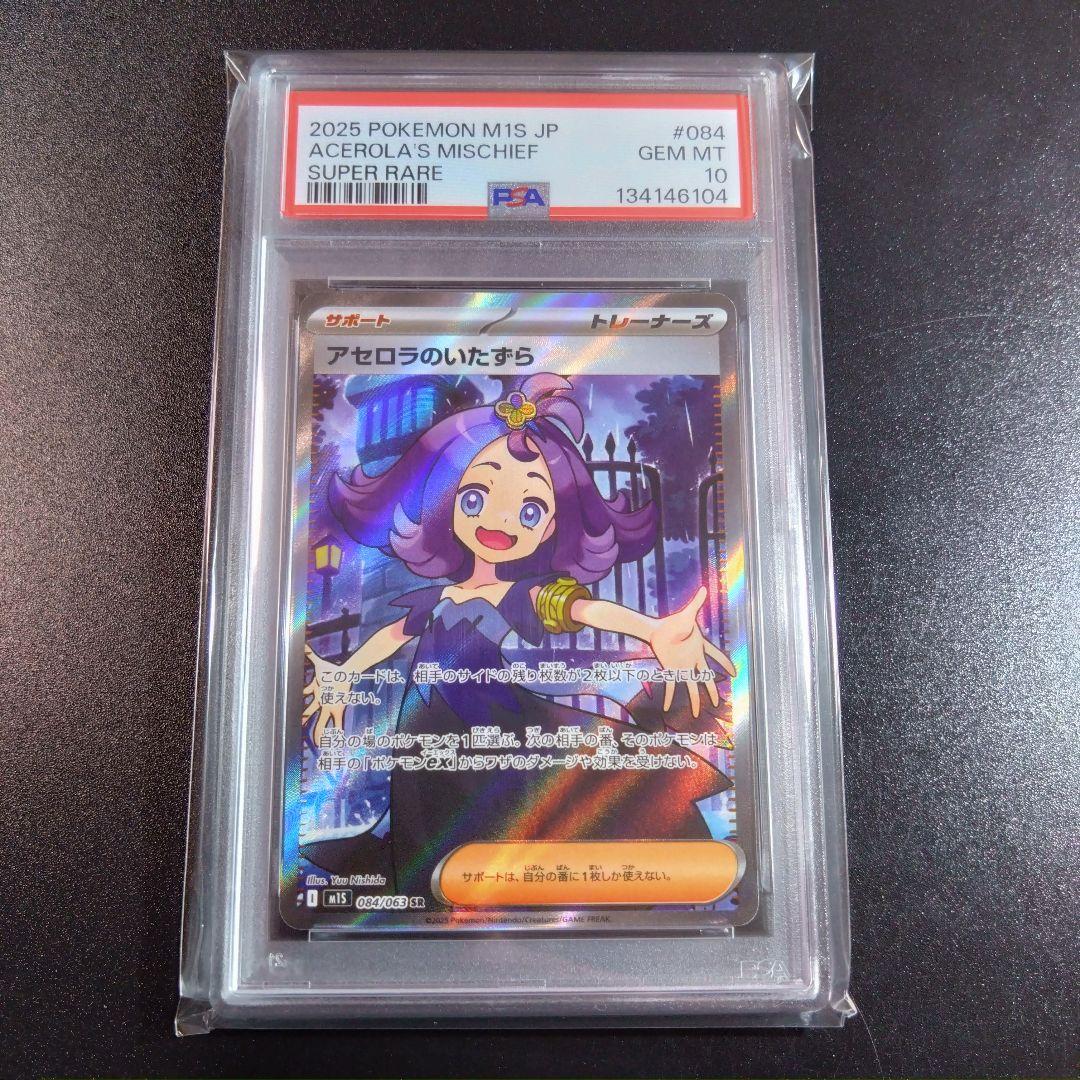 2025 POKEMON M1S JP #084
ACEROLA'S MISCHIEF GEM MT
SUPER RARE 10
PSA 134146104
サポート トレーナーズ
アセロラのいたずら
このカードは、相手のサイドの残り枚数が2枚以下のときにしか
使えない。
自分の場のポケモンを1匹選ぶ。次の相手の番、そのポケモンは
相手の「ポケモンex」からワザのダメージや効果を受けない。
サポートは、自分の番に1枚しか使えない。
Illus. Yuu Nishida
I M1S 084/063 SR
©2025 Pokémon/Nintendo/Creatures/GAME FREAK.
PSA